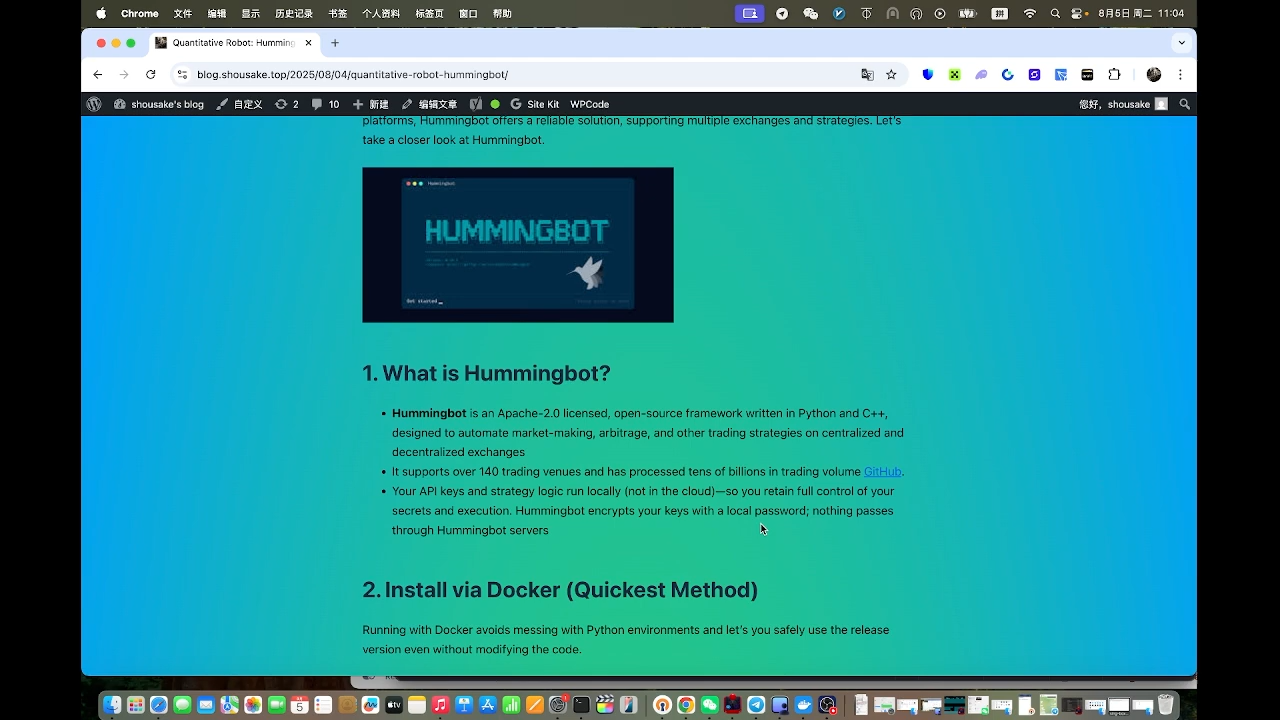 Chrome 文件 编辑 显示 历史记录 书签 个人资料 标签页 窗口 帮助 拼 8月5日 周二 11:04
Quantitative Robot: Humming
blog.shousake.top/2025/08/04/quantitative-robot-hummingbot/
shousake's blog 自定义 2 10 新建 编辑文章 Site Kit WPCode 您好，shousake
platforms, Hummingbot offers a reliable solution, supporting multiple exchanges and strategies. Let's
take a closer look at Hummingbot.
Hummingbot
HUMMINGBOT
Get started_
1. What is Hummingbot?
• Hummingbot is an Apache-2.0 licensed, open-source framework written in Python and C++,
designed to automate market-making, arbitrage, and other trading strategies on centralized and
decentralized exchanges
• It supports over 140 trading venues and has processed tens of billions in trading volume GitHub.
• Your API keys and strategy logic run locally (not in the cloud)—so you retain full control of your
secrets and execution. Hummingbot encrypts your keys with a local password; nothing passes
through Hummingbot servers
2. Install via Docker (Quickest Method)
Running with Docker avoids messing with Python environments and let's you safely use the release
version even without modifying the code.